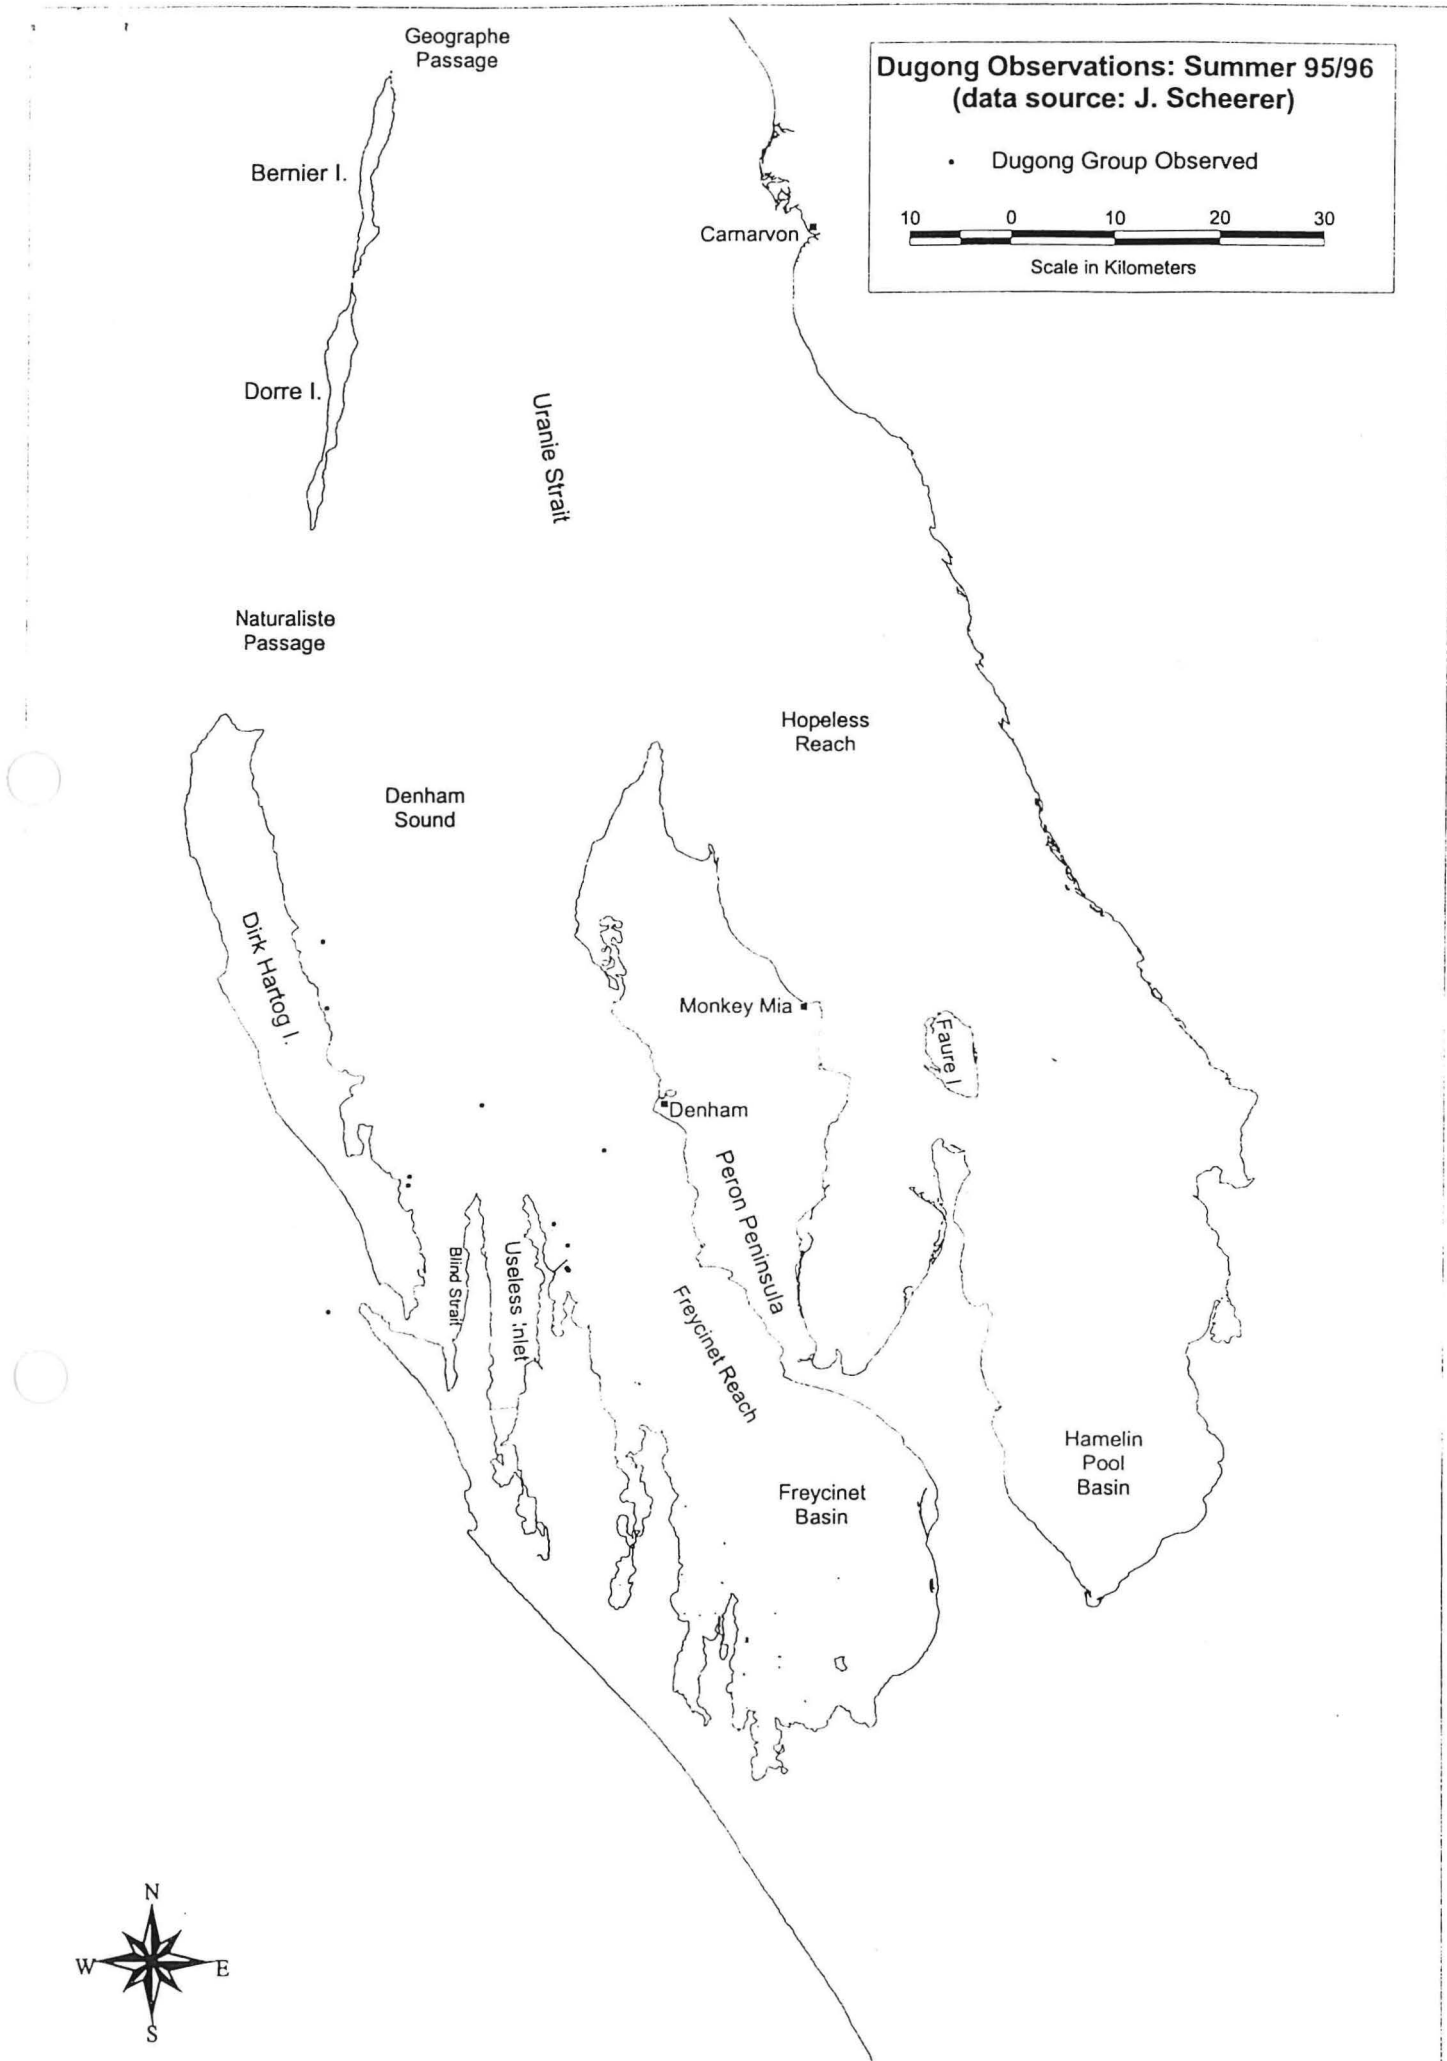 Geographe
Passage
Dugong Observations: Summer 95/96
(data source: J. Scheerer)
Dugong Group Observed
10 0 10 20 30
Scale in Kilometers
Bernier I.
Carnarvon
Dorre I.
Uranie Strait
Naturaliste
Passage
Hopeless
Reach
Denham
Sound
Dirk Hartog I.
Monkey Mia
Faure I
Denham
Peron Peninsula
Blind Strait
Useless Inlet
Freycinet Reach
Hamelin
Pool
Basin
Freycinet
Basin
N
W E
S